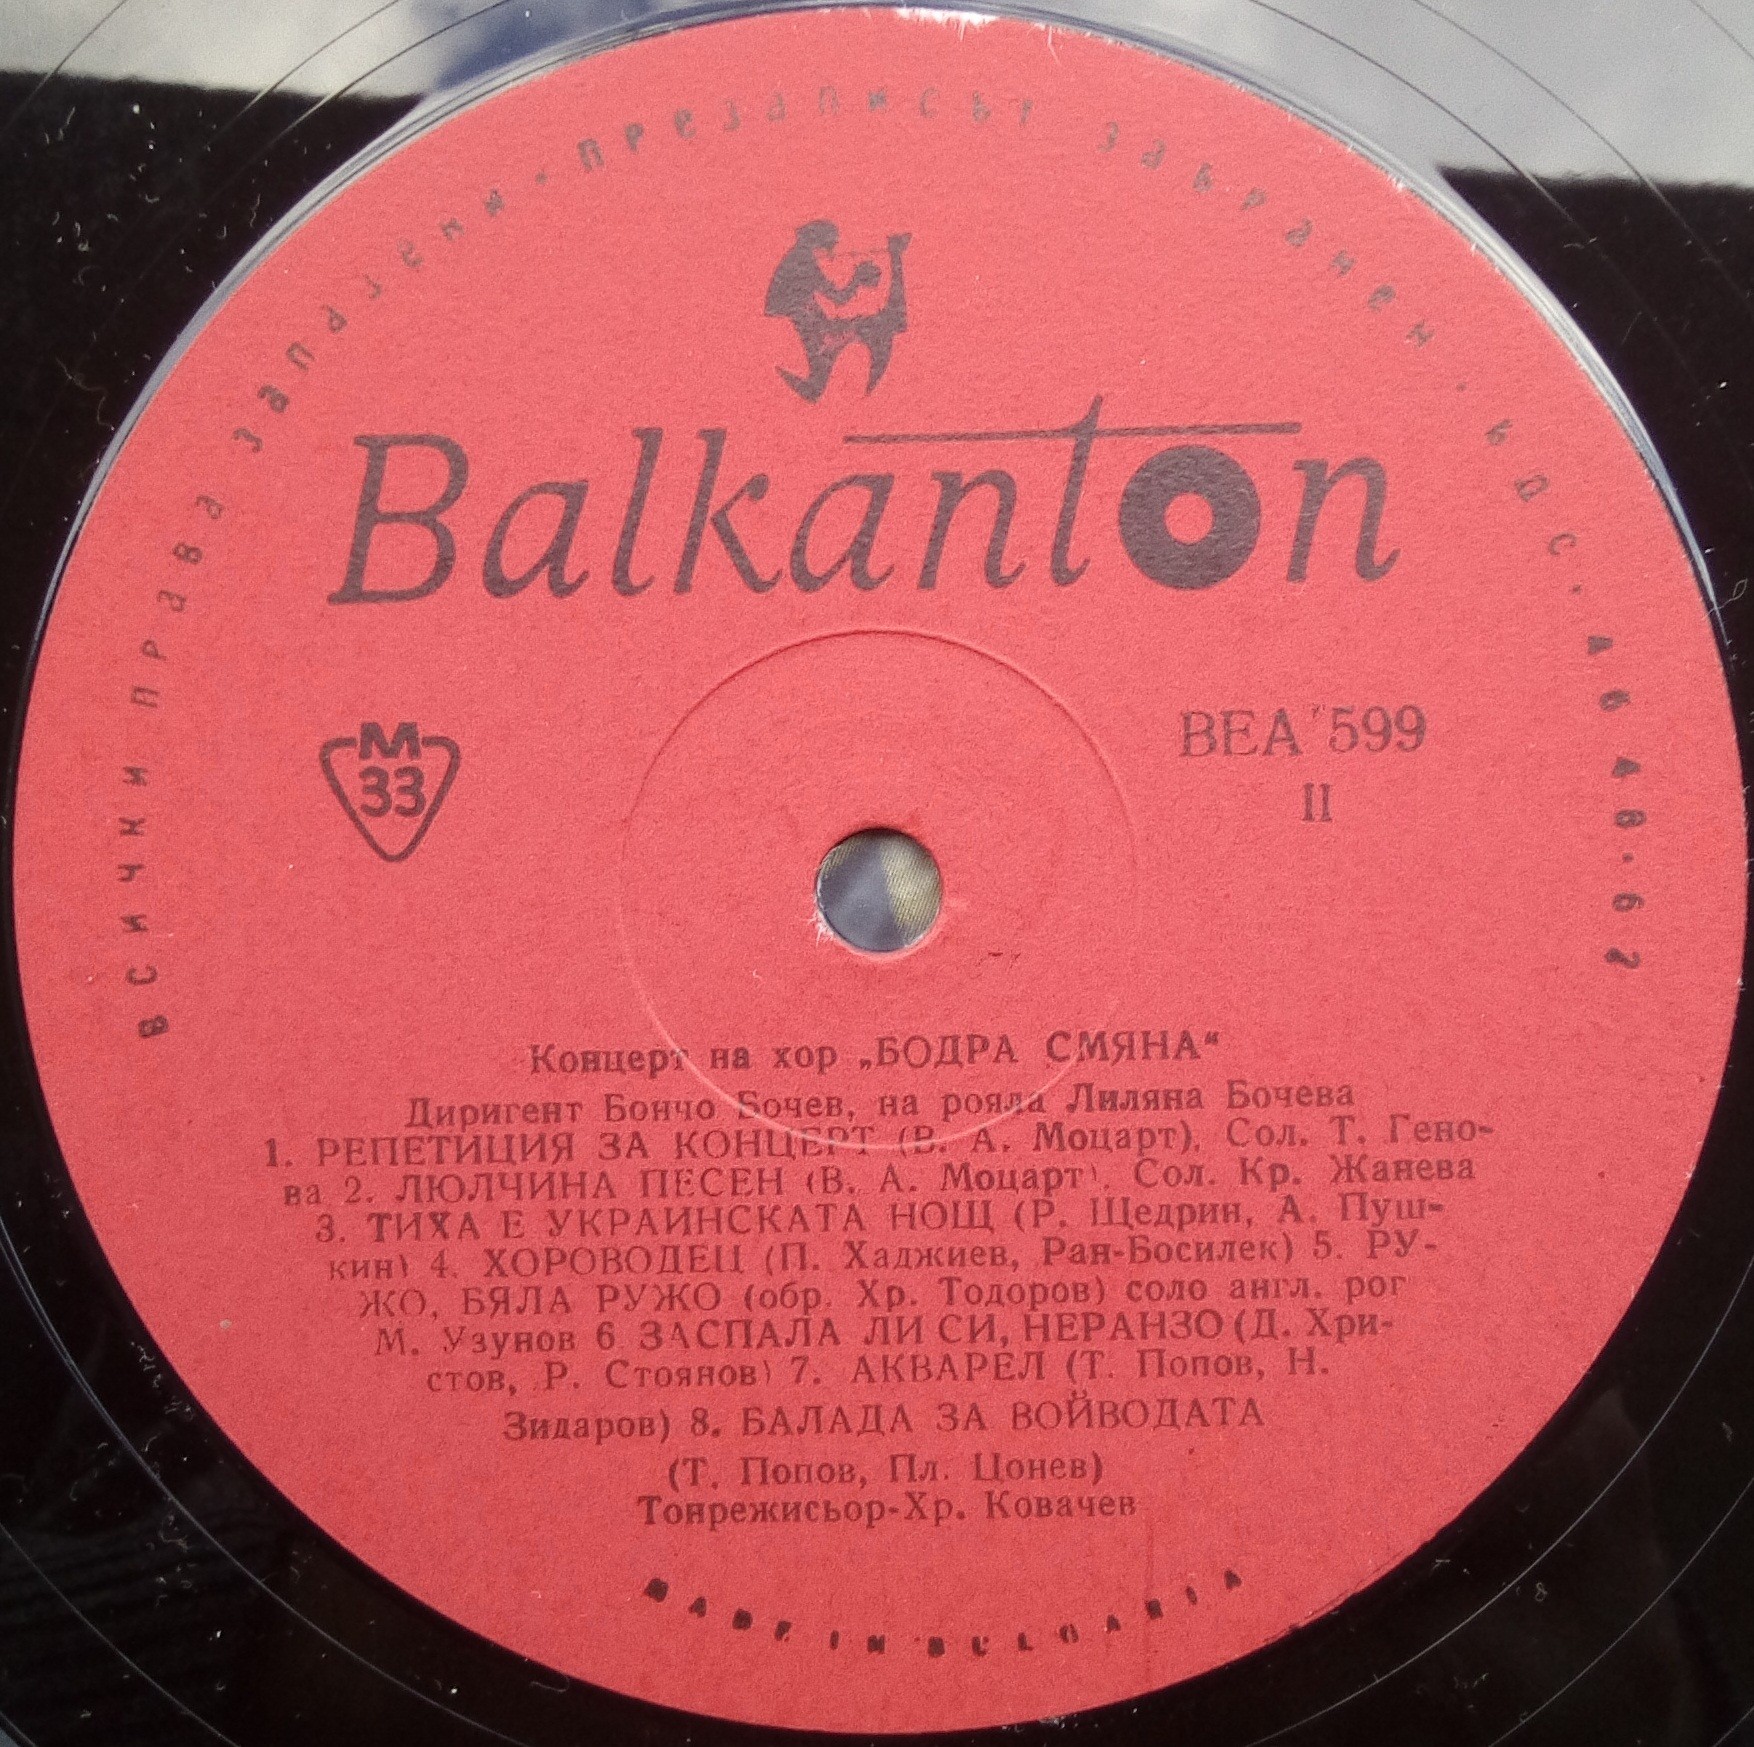 ВСИЧКИ ПРАВА ЗАПАЗЕНИ · ПРЕЗАПИСЪТ ЗАБРАНЕН · БДС ·
Balkanton
М
33
ВЕА 599
II
Концерт на хор „БОДРА СМЯНА“
Диригент Бончо Бочев, на рояла Лиляна Бочева
1. РЕПЕТИЦИЯ ЗА КОНЦЕРТ (В. А. Моцарт), Сол. Т. Гено-
ва 2. ЛЮЛЧИНА ПЕСЕН (В. А. Моцарт), Сол. Кр. Жанева
3. ТИХА Е УКРАИНСКАТА НОЩ (Р. Щедрин, А. Пуш-
кин) 4. ХОРОВОДЕЦ (П. Хаджиев, Ран-Босилек) 5. РУ-
ЖО, БЯЛА РУЖО (обр. Хр. Тодоров) соло англ. рог
М. Узунов 6. ЗАСПАЛА ЛИ СИ, НЕРАНЗО (Д. Хри-
стов, Р. Стоянов) 7. АКВАРЕЛ (Т. Попов, Н.
Зидаров) 8. БАЛАДА ЗА ВОЙВОДАТА
(Т. Попов, Пл. Цонев)
Тонрежисьор-Хр. Ковачев
MADE IN BULGARIA